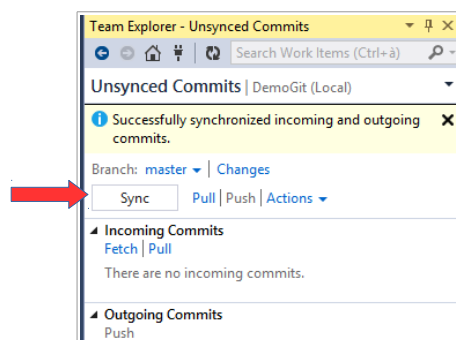 Team Explorer - Unsynced Commits
Search Work Items (Ctrl+à)
Unsynced Commits | DemoGit (Local)
Successfully synchronized incoming and outgoing
commits.
Branch: master | Changes
Sync Pull | Push | Actions
Incoming Commits
Fetch | Pull
There are no incoming commits.
Outgoing Commits
Push